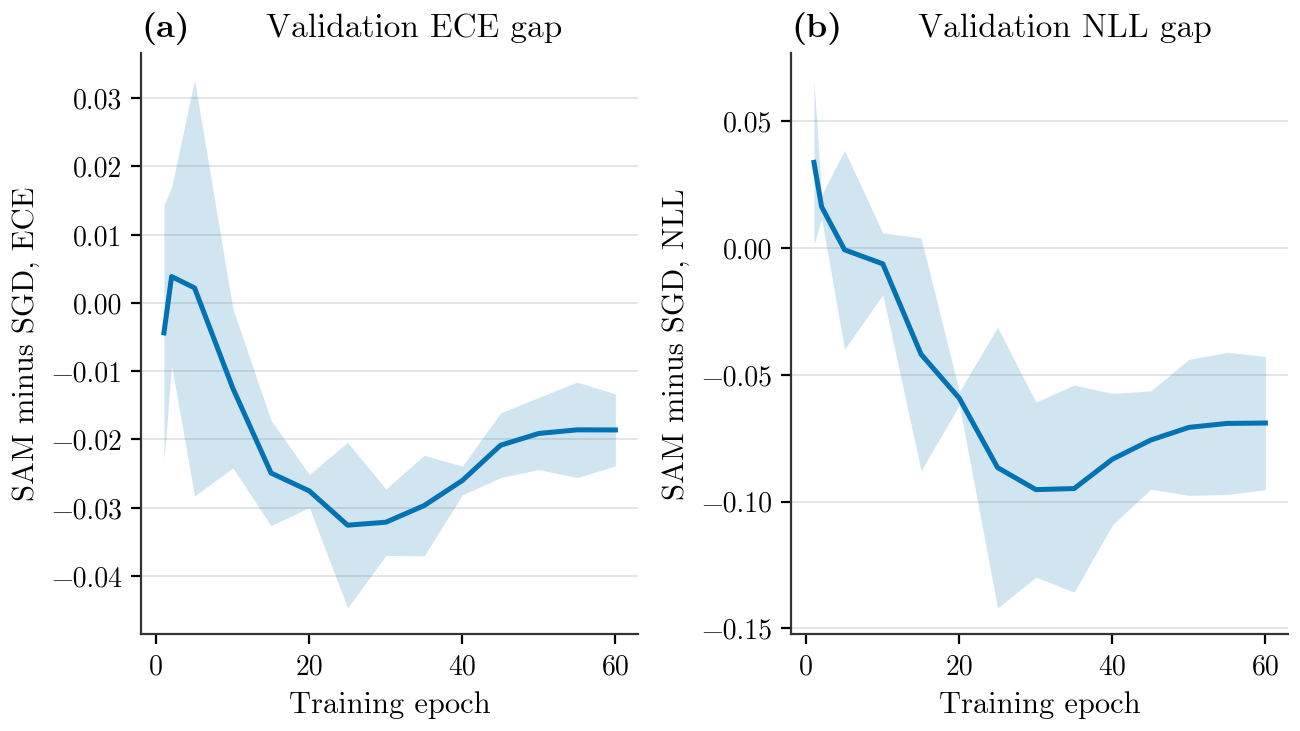 (a) Validation ECE gap
SAM minus SGD, ECE
0.03
0.02
0.01
0.00
−0.01
−0.02
−0.03
−0.04
0 20 40 60
Training epoch
(b) Validation NLL gap
SAM minus SGD, NLL
0.05
0.00
−0.05
−0.10
−0.15
0 20 40 60
Training epoch